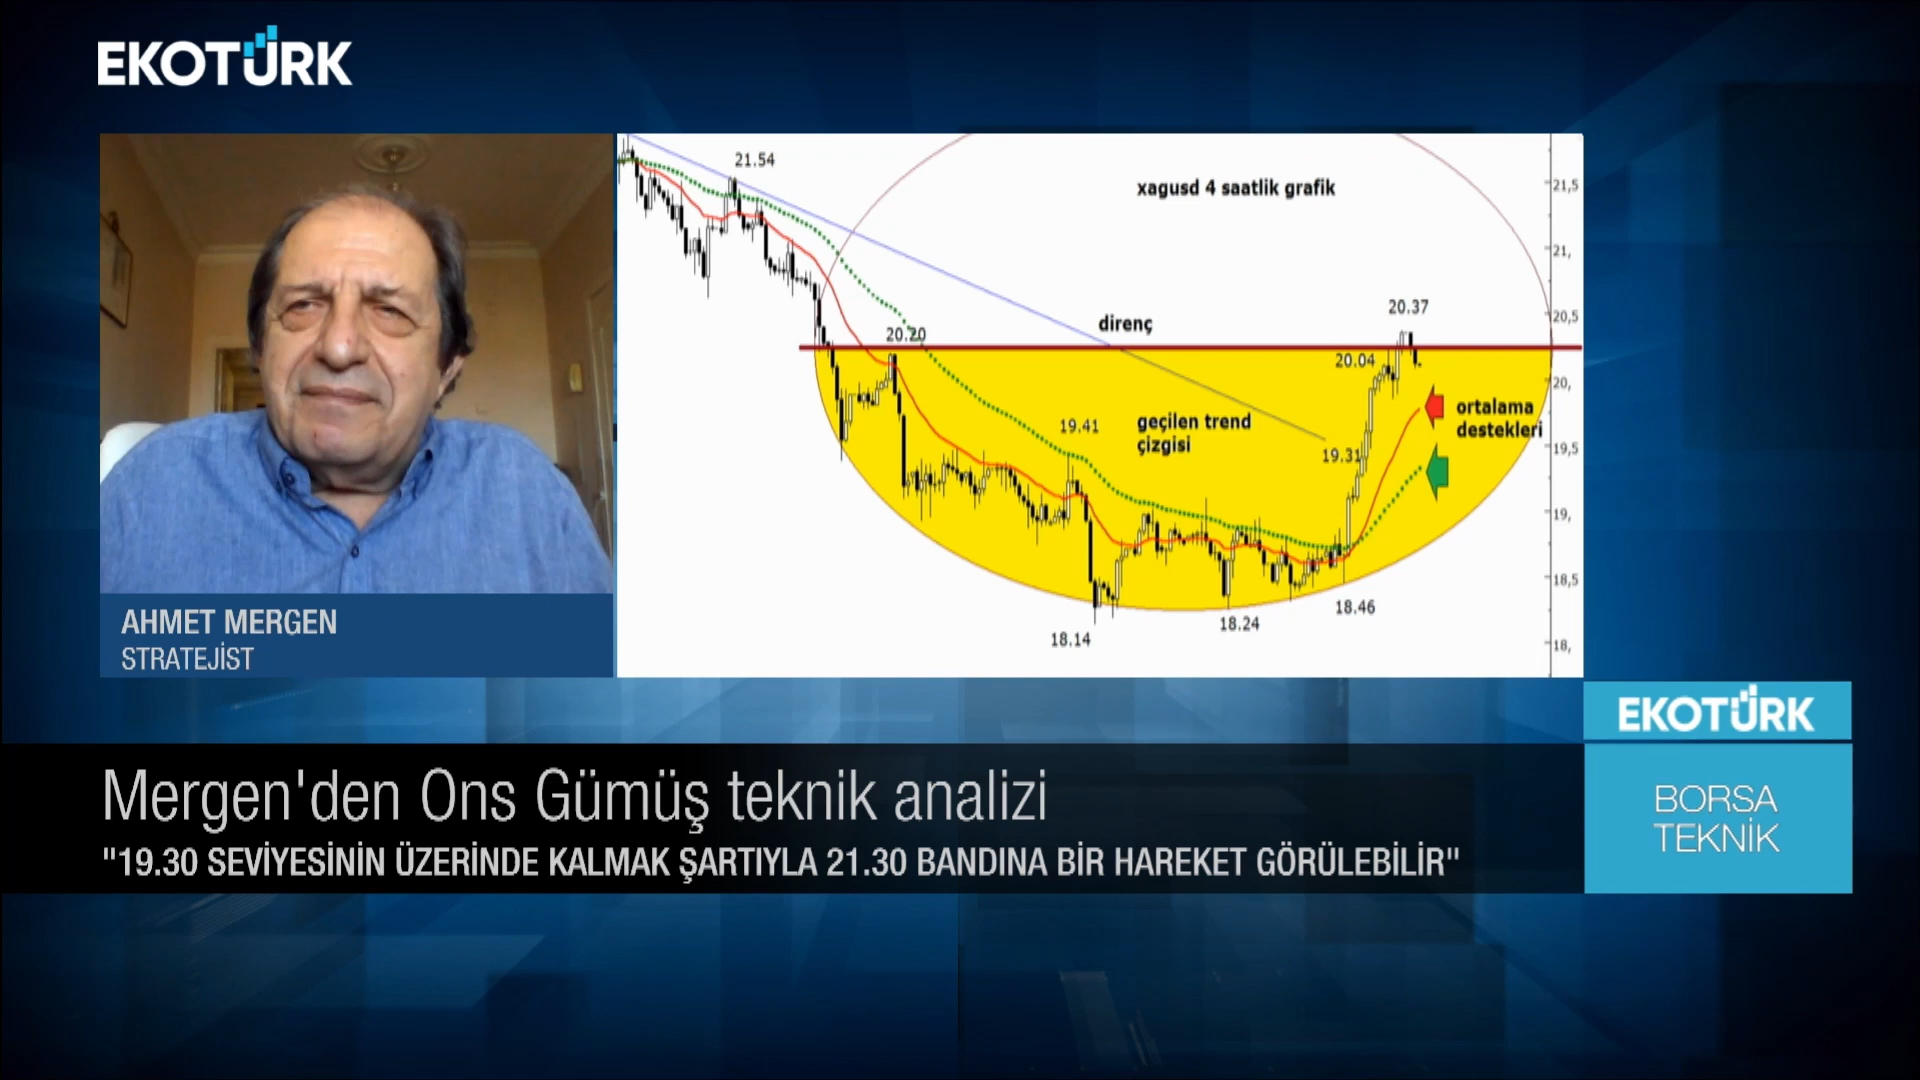 EKOTÜRK
21.54
xagusd 4 saatlik grafik
21,5
21,
20.37
20,5
direnç
20.20
20.04
20,
ortalama
destekleri
geçilen trend
çizgisi
19.41
19.31
19,5
19,
18,5
18.46
18.24
18.14
18,
AHMET MERGEN
STRATEJİST
EKOTÜRK
Mergen'den Ons Gümüş teknik analizi
"19.30 SEVİYESİNİN ÜZERİNDE KALMAK ŞARTIYLA 21.30 BANDINA BİR HAREKET GÖRÜLEBİLİR"
BORSA
TEKNİK